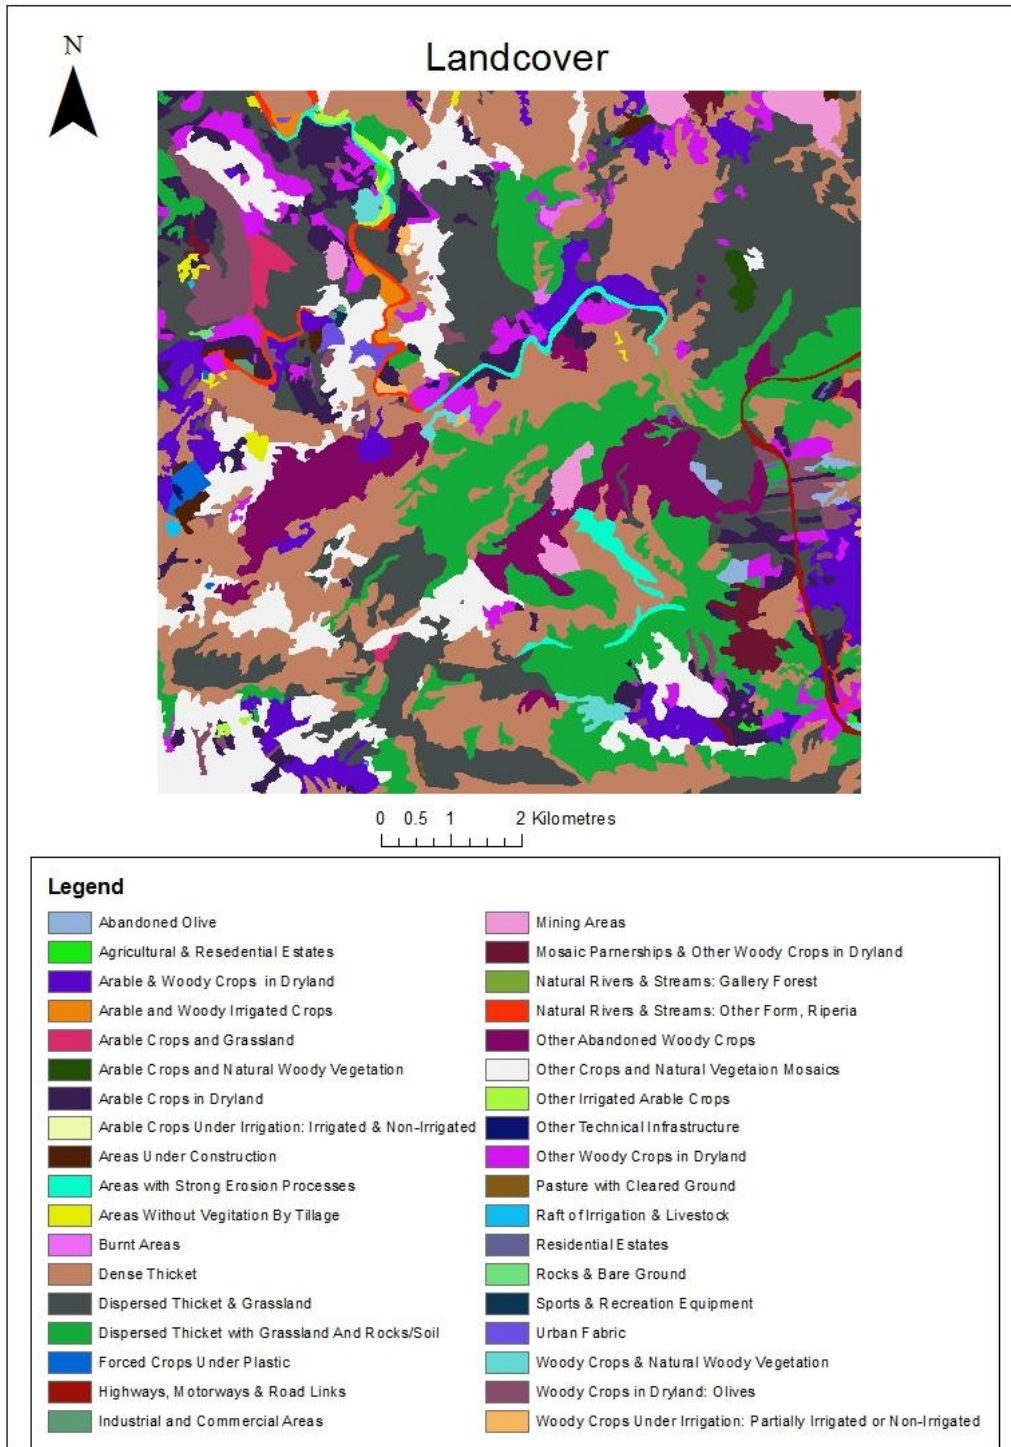 N
Landcover
0 0.5 1 2 Kilometres
Legend
Abandoned Olive
Agricultural & Resedential Estates
Arable & Woody Crops in Dryland
Arable and Woody Irrigated Crops
Arable Crops and Grassland
Arable Crops and Natural Woody Vegetation
Arable Crops in Dryland
Arable Crops Under Irrigation: Irrigated & Non-Irrigated
Areas Under Construction
Areas with Strong Erosion Processes
Areas Without Vegitation By Tillage
Burnt Areas
Dense Thicket
Dispersed Thicket & Grassland
Dispersed Thicket with Grassland And Rocks/Soil
Forced Crops Under Plastic
Highways, Motorways & Road Links
Industrial and Commercial Areas
Mining Areas
Mosaic Parnerships & Other Woody Crops in Dryland
Natural Rivers & Streams: Gallery Forest
Natural Rivers & Streams: Other Form, Riperia
Other Abandoned Woody Crops
Other Crops and Natural Vegetaion Mosaics
Other Irrigated Arable Crops
Other Technical Infrastructure
Other Woody Crops in Dryland
Pasture with Cleared Ground
Raft of Irrigation & Livestock
Residential Estates
Rocks & Bare Ground
Sports & Recreation Equipment
Urban Fabric
Woody Crops & Natural Woody Vegetation
Woody Crops in Dryland: Olives
Woody Crops Under Irrigation: Partially Irrigated or Non-Irrigated